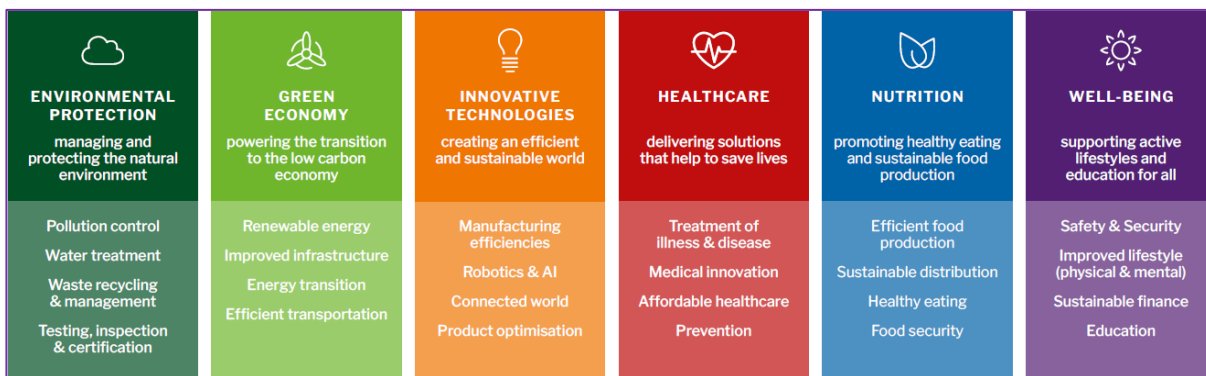 ENVIRONMENTAL
PROTECTION
managing and
protecting the natural
environment
Pollution control
Water treatment
Waste recycling
& management
Testing, inspection
& certification
GREEN
ECONOMY
powering the transition
to the low carbon
economy
Renewable energy
Improved infrastructure
Energy transition
Efficient transportation
INNOVATIVE
TECHNOLOGIES
creating an efficient
and sustainable world
Manufacturing
efficiencies
Robotics & AI
Connected world
Product optimisation
HEALTHCARE
delivering solutions
that help to save lives
Treatment of
illness & disease
Medical innovation
Affordable healthcare
Prevention
NUTRITION
promoting healthy eating
and sustainable food
production
Efficient food
production
Sustainable distribution
Healthy eating
Food security
WELL-BEING
supporting active
lifestyles and
education for all
Safety & Security
Improved lifestyle
(physical & mental)
Sustainable finance
Education